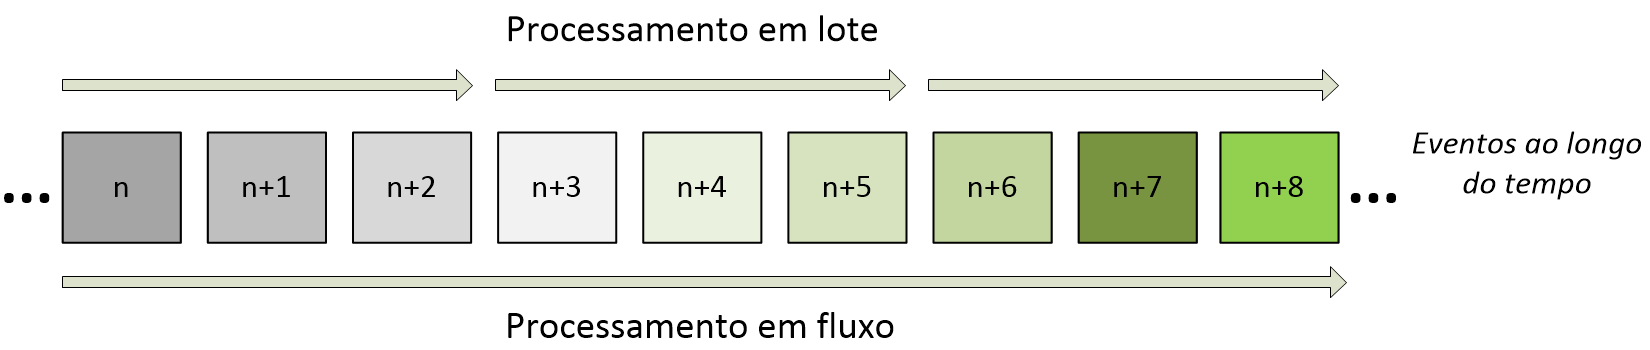 Processamento em lote
... n n+1 n+2 n+3 n+4 n+5 n+6 n+7 n+8 ...
Eventos ao longo
do tempo
Processamento em fluxo